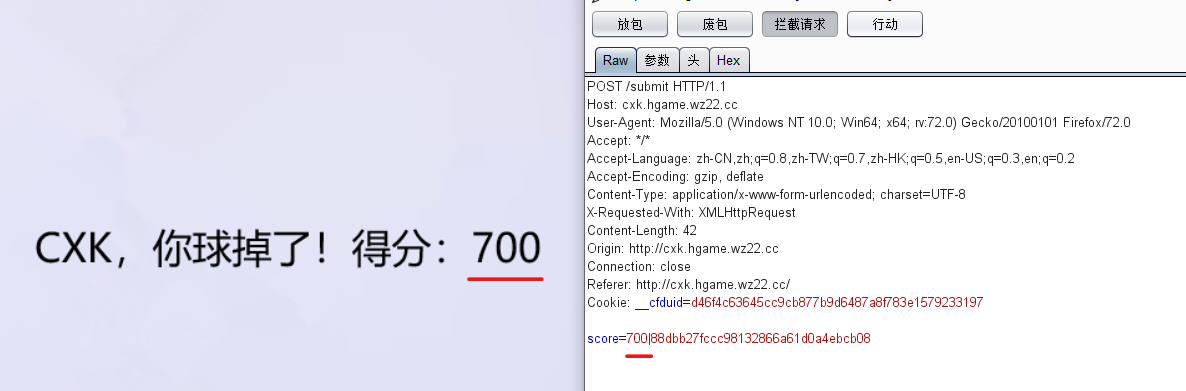 CXK，你球掉了！得分：700
放包 废包 拦截请求 行动
Raw 参数 头 Hex
POST /submit HTTP/1.1
Host: cxk.hgame.wz22.cc
User-Agent: Mozilla/5.0 (Windows NT 10.0; Win64; x64; rv:72.0) Gecko/20100101 Firefox/72.0
Accept: */*
Accept-Language: zh-CN,zh;q=0.8,zh-TW;q=0.7,zh-HK;q=0.5,en-US;q=0.3,en;q=0.2
Accept-Encoding: gzip, deflate
Content-Type: application/x-www-form-urlencoded; charset=UTF-8
X-Requested-With: XMLHttpRequest
Content-Length: 42
Origin: http://cxk.hgame.wz22.cc
Connection: close
Referer: http://cxk.hgame.wz22.cc/
Cookie: __cfduid=d46f4c63645cc9cb877b9d6487a8f783e1579233197
score=700|88dbb27fccc98132866a61d0a4ebcb08